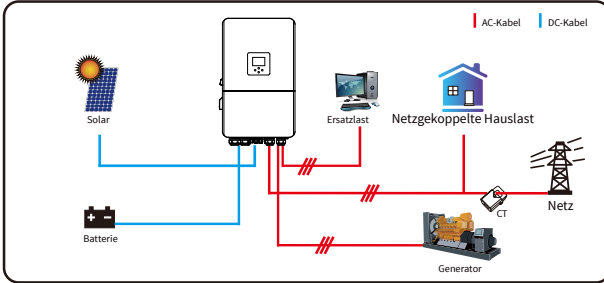 AC-Kabel
DC-Kabel
Solar
Ersatzlast
Netzgekoppelte Hauslast
CT
Netz
Batterie
Generator